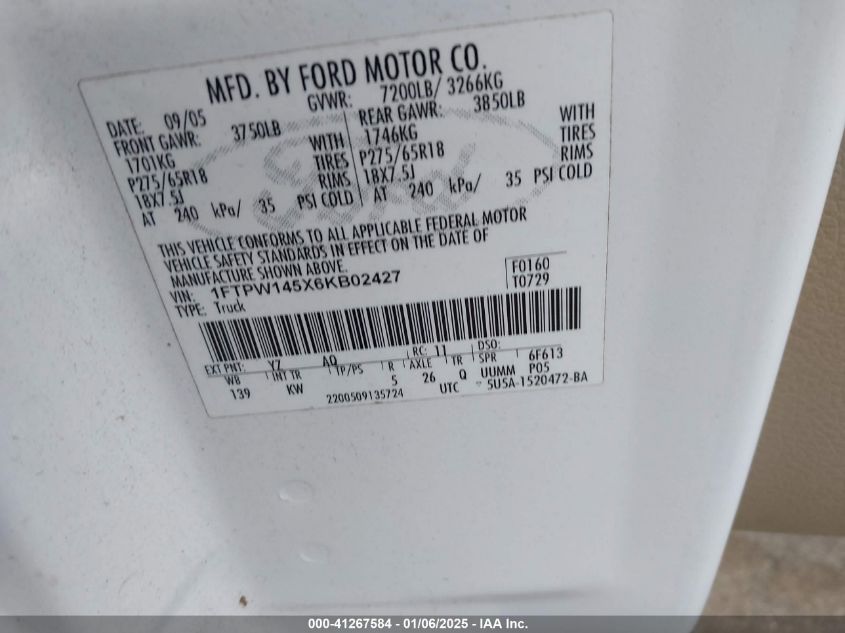 MFD. BY FORD MOTOR CO.
DATE: 09/05 GVWR: 7200LB/ 3266KG
FRONT GAWR: 3750LB REAR GAWR: 3850LB
1701KG WITH 1746KG WITH
P275/65R18 TIRES P275/65R18 TIRES
18X7.5J RIMS 18X7.5J RIMS
AT 240 kPa/ 35 PSI COLD AT 240 kPa/ 35 PSI COLD
THIS VEHICLE CONFORMS TO ALL APPLICABLE FEDERAL MOTOR
VEHICLE SAFETY STANDARDS IN EFFECT ON THE DATE OF
MANUFACTURE SHOWN ABOVE.
VIN: 1FTPW145X6KB02427 F0160
TYPE: Truck T0729
EXT PNT: YZ AQ RC: 11 DSO:
WB INT TR TP/PS R AXLE TR SPR 6F613
139 KW 5 26 Q UUMM P05
2200509135724 UTC 5U5A-1520472-BA
000-41267584 | 01/06/2025 - IAA Inc.